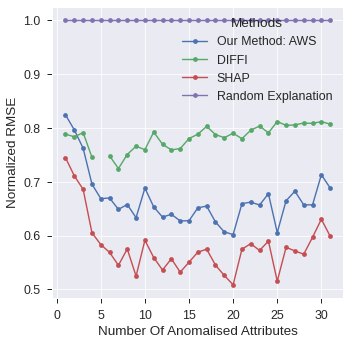 Methods
Our Method: AWS
DIFFI
SHAP
Random Explanation
Normalized RMSE
1.0
0.9
0.8
0.7
0.6
0.5
0
5
10
15
20
25
30
Number Of Anomalised Attributes